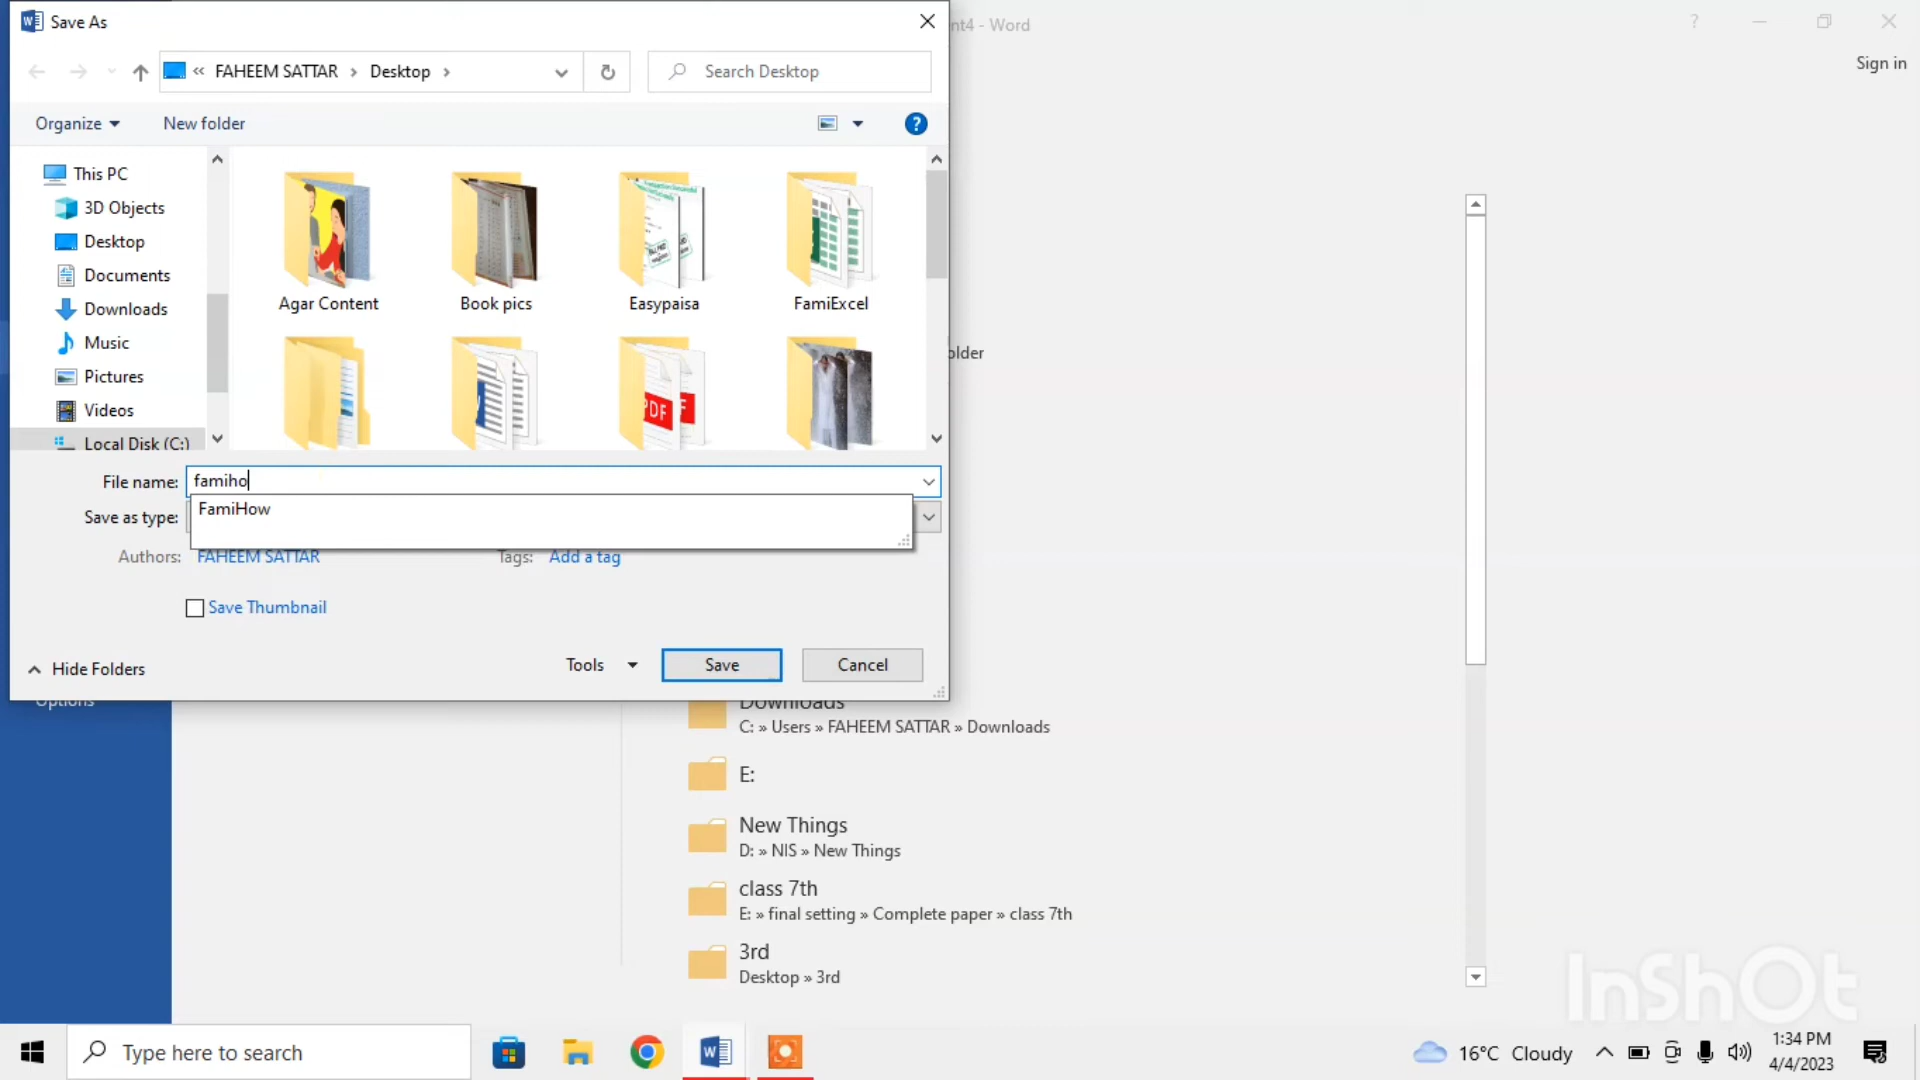 Save As
nt4 - Word
?
Sign in
« FAHEEM SATTAR > Desktop >
Search Desktop
Organize
New folder
?
This PC
3D Objects
Desktop
Documents
Downloads
Music
Pictures
Videos
Local Disk (C:)
Agar Content
Book pics
Easypaisa
FamiExcel
PDF
older
File name: famiho
FamiHow
Save as type:
Authors: FAHEEM SATTAR
Tags: Add a tag
Save Thumbnail
Hide Folders
Tools
Save
Cancel
Options
Downloads
C: » Users » FAHEEM SATTAR » Downloads
E:
New Things
D: » NIS » New Things
class 7th
E: » final setting » Complete paper » class 7th
3rd
Desktop » 3rd
InShOt
Type here to search
16°C Cloudy
1:34 PM
4/4/2023